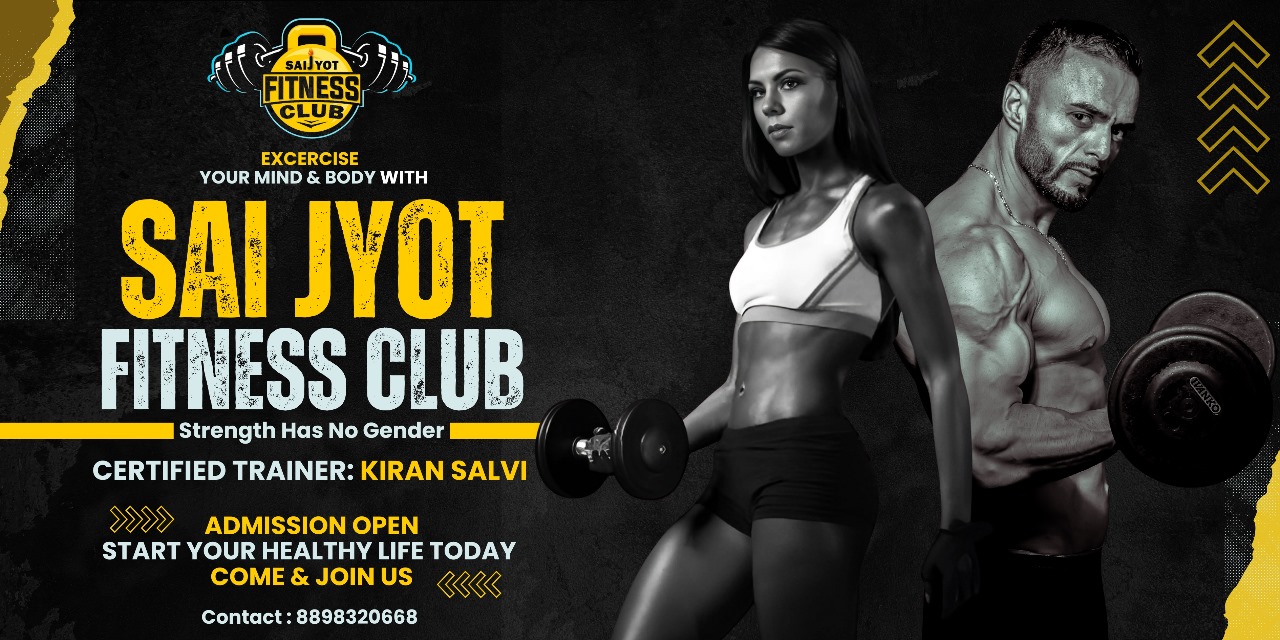 SAI JYOT
FITNESS
CLUB
EXCERCISE
YOUR MIND & BODY WITH
SAI JYOT
FITNESS CLUB
Strength Has No Gender
CERTIFIED TRAINER: KIRAN SALVI
ADMISSION OPEN
START YOUR HEALTHY LIFE TODAY
COME & JOIN US
Contact : 8898320668
IVANKO